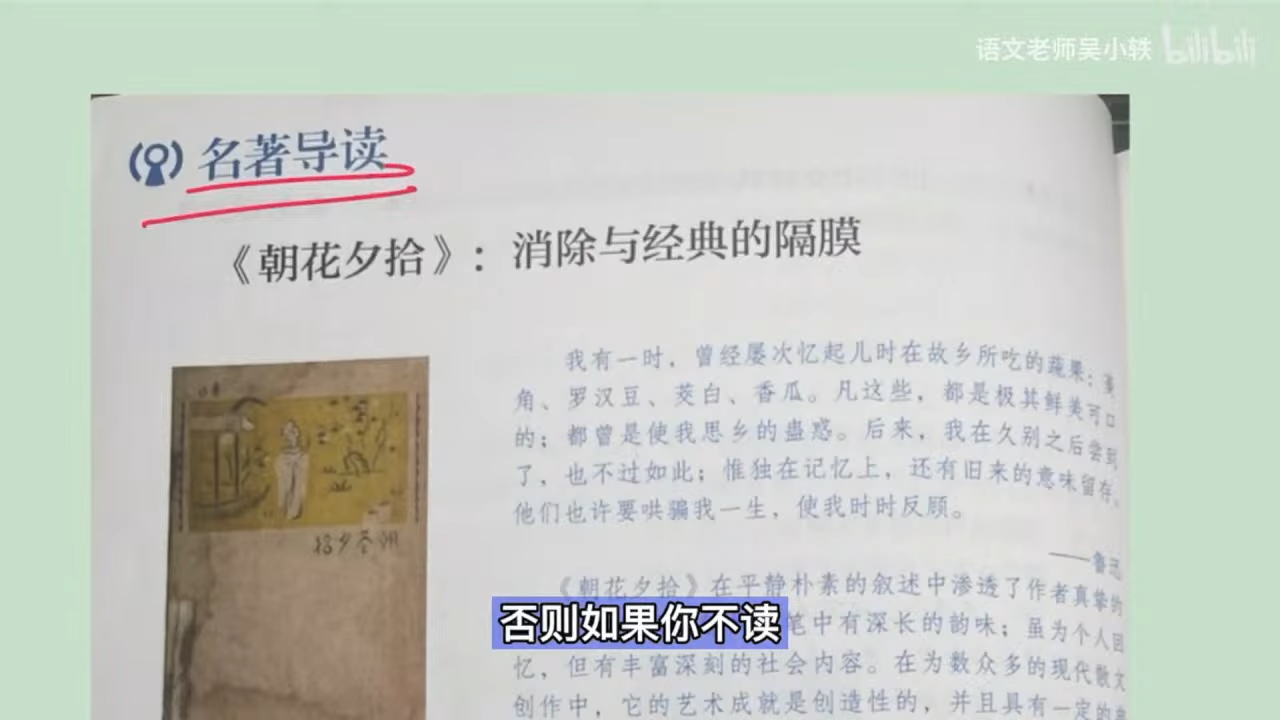 语文老师吴小轶 bilibili
名著导读
《朝花夕拾》：消除与经典的隔膜
我有一时，曾经屡次忆起儿时在故乡所吃的蔬果：菱
角、罗汉豆、茭白、香瓜。凡这些，都是极其鲜美可口
的；都曾是使我思乡的蛊惑。后来，我在久别之后尝到
了，也不过如此；惟独在记忆上，还有旧来的意味留存。
他们也许要哄骗我一生，使我时时反顾。
——鲁迅
拾夕花朝
《朝花夕拾》在平静朴素的叙述中渗透了作者真挚的
笔中有深长的韵味；虽为个人回
否则如果你不读
忆，但有丰富深刻的社会内容。在为数众多的现代散文
创作中，它的艺术成就是创造性的，并且具有一定的典